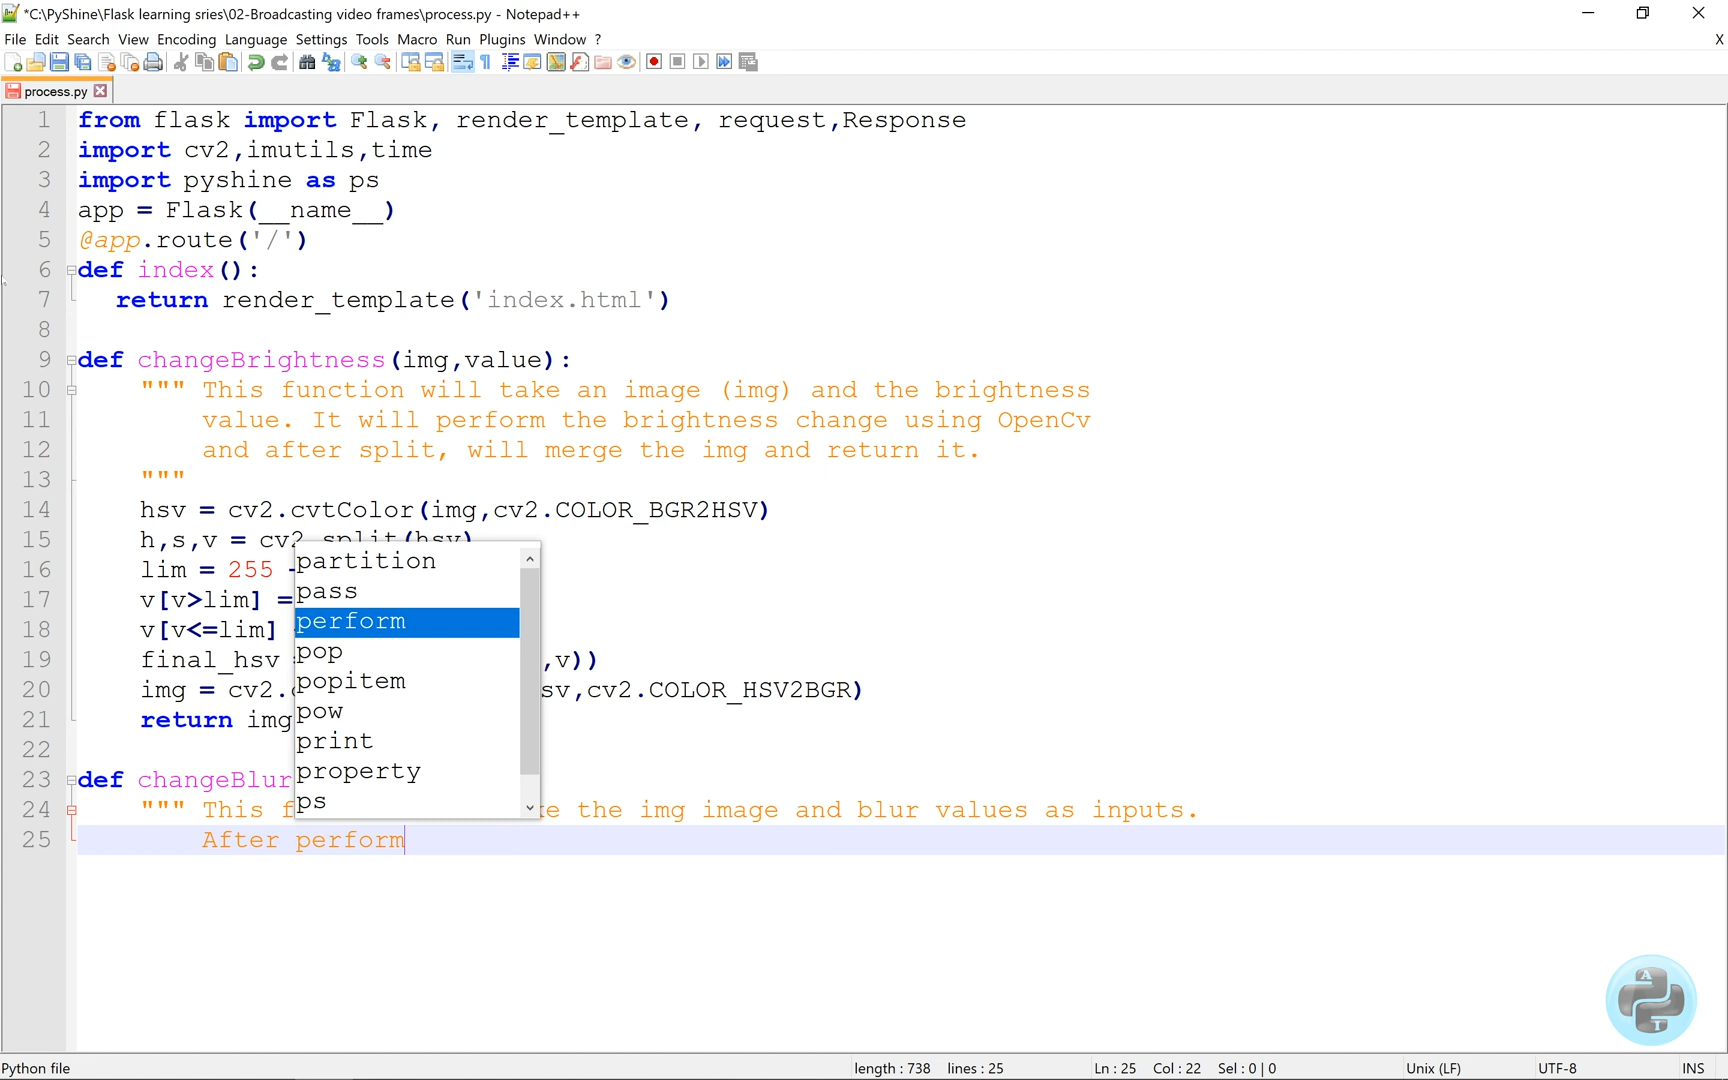 *C:\PyShine\Flask learning sries\02-Broadcasting video frames\process.py - Notepad++
File Edit Search View Encoding Language Settings Tools Macro Run Plugins Window ? X
process.py
1 from flask import Flask, render_template, request,Response
2 import cv2,imutils,time
3 import pyshine as ps
4 app = Flask(__name__)
5 @app.route('/')
6 def index():
7 return render_template('index.html')
8
9 def changeBrightness(img,value):
10 """ This function will take an image (img) and the brightness
11 value. It will perform the brightness change using OpenCv
12 and after split, will merge the img and return it.
13 """
14 hsv = cv2.cvtColor(img,cv2.COLOR_BGR2HSV)
15 h,s,v = cv2.split(hsv)
16 lim = 255 -
17 v[v>lim] =
18 v[v<=lim]
19 final_hsv ,v))
20 img = cv2. sv,cv2.COLOR_HSV2BGR)
21 return img
22
23 def changeBlur
24 """ This f ke the img image and blur values as inputs.
25 After perform
partition
pass
perform
pop
popitem
pow
print
property
ps
A
I
Python file length : 738 lines : 25 Ln : 25 Col : 22 Sel : 0 | 0 Unix (LF) UTF-8 INS